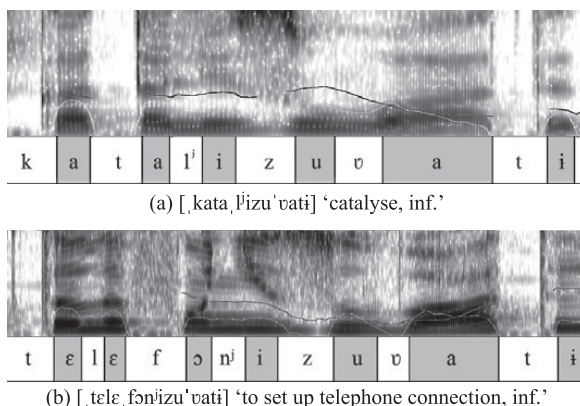 k a t a lʲ i z u ʋ a t ɨ
(a) [ˌkataˌlʲizuˈʋatɨ] ‘catalyse, inf.’
t ɛ l ɛ f ɔ nʲ i z u ʋ a t ɨ
(b) [ˌtɛlɛˌfɔnʲizuˈʋatɨ] ‘to set up telephone connection, inf.’